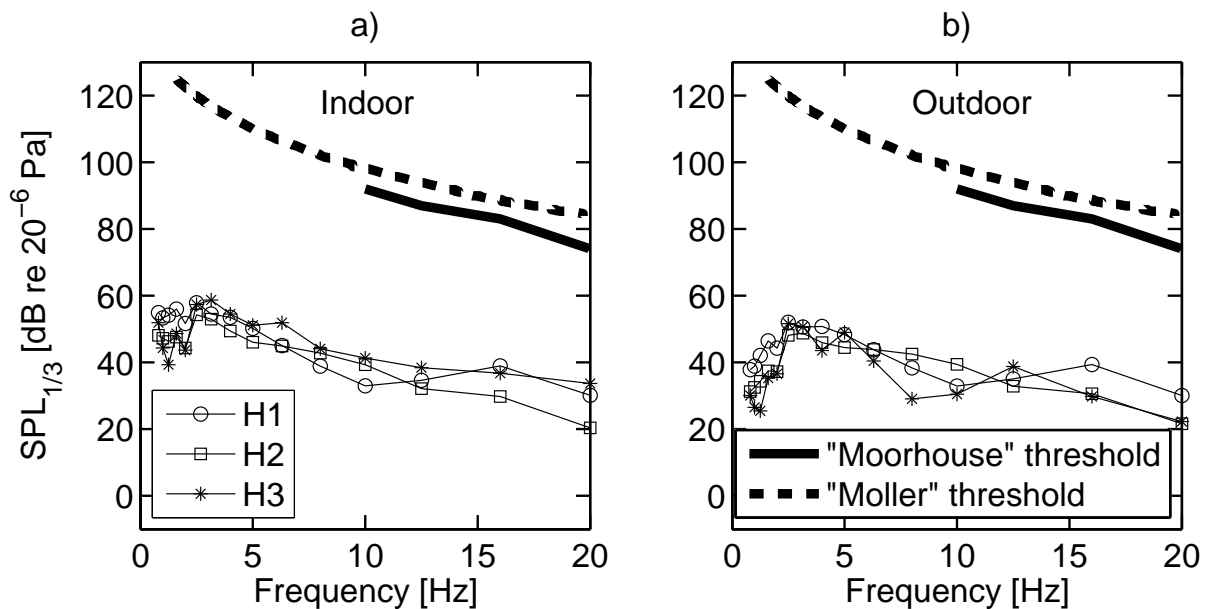 a)
b)
SPL1/3 [dB re 20−6 Pa]
120
100
80
60
40
20
0
Indoor
H1
H2
H3
0 5 10 15 20
Frequency [Hz]
120
100
80
60
40
20
0
Outdoor
"Moorhouse" threshold
"Moller" threshold
0 5 10 15 20
Frequency [Hz]